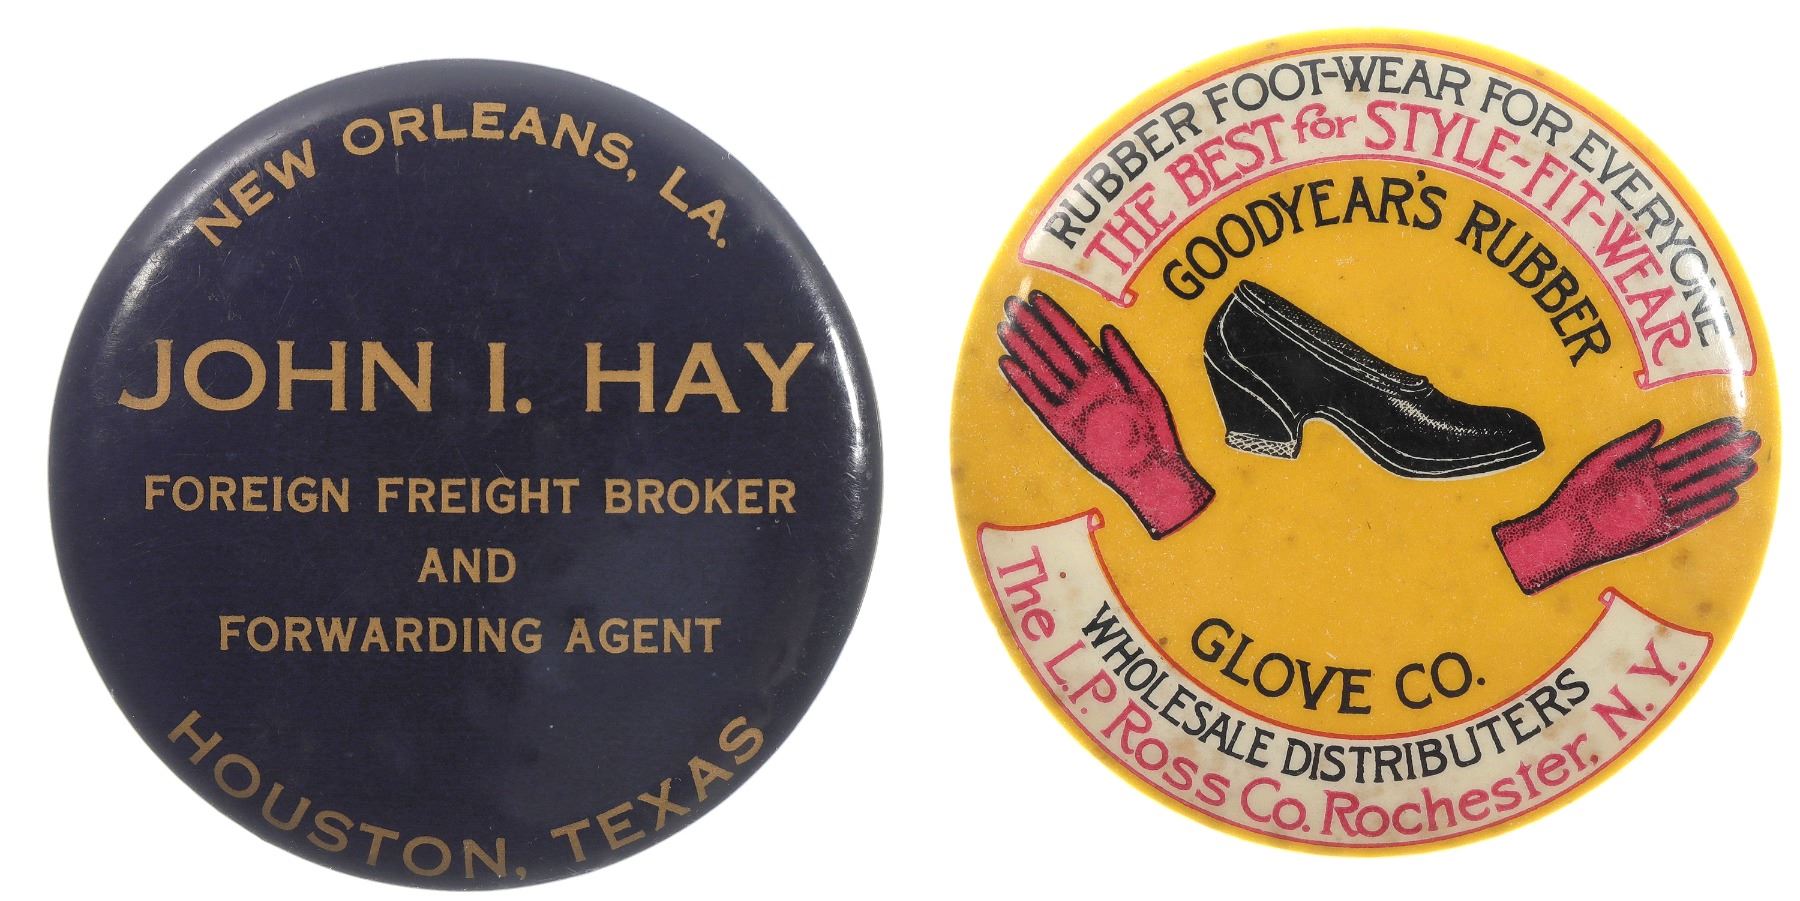 NEW ORLEANS, LA.
JOHN I. HAY
FOREIGN FREIGHT BROKER
AND
FORWARDING AGENT
HOUSTON, TEXAS
RUBBER FOOT-WEAR FOR EVERYONE
THE BEST for STYLE-FIT-WEAR
GOODYEAR'S RUBBER
GLOVE CO.
WHOLESALE DISTRIBUTERS
The L.P. Ross Co. Rochester, N.Y.